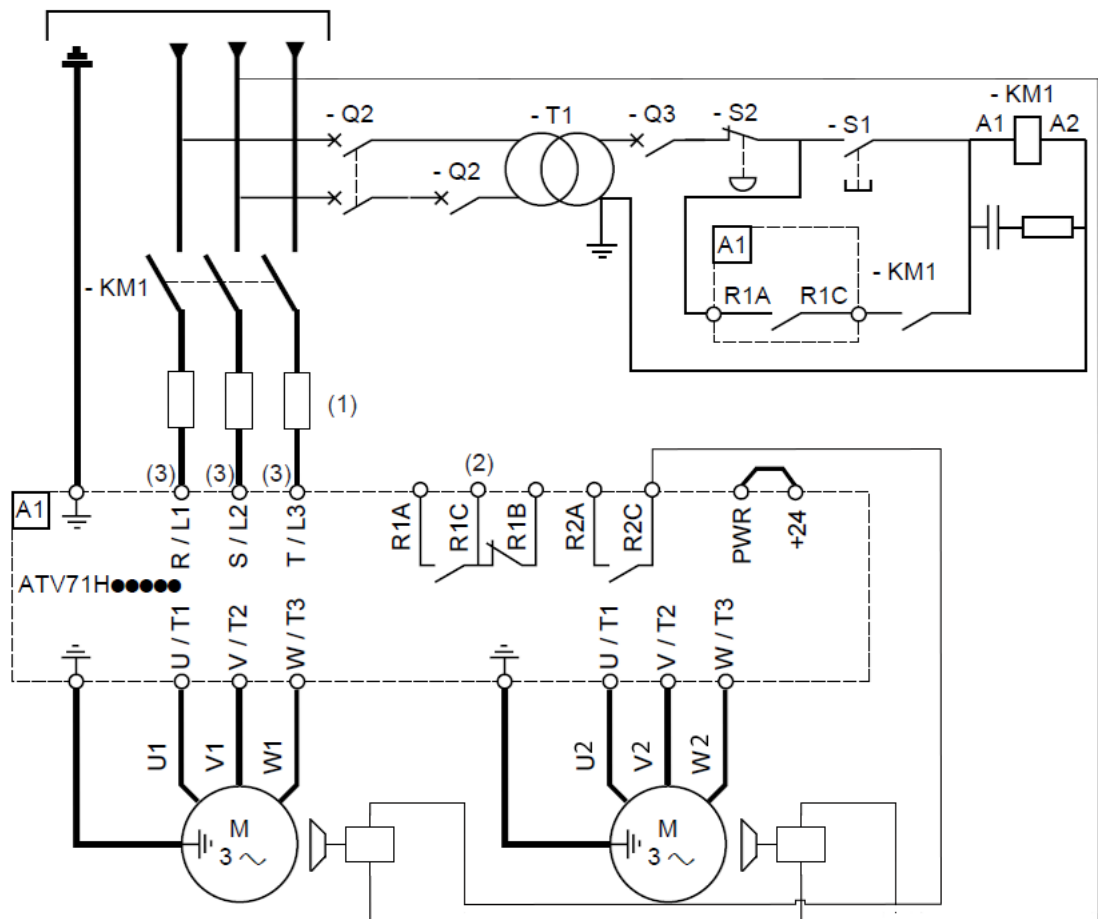 - Q2
- T1
- Q3
- S2
- S1
- KM1
A1
A2
- Q2
A1
- KM1
R1A
R1C
- KM1
(1)
(3)
(3)
(3)
(2)
A1
R / L1
S / L2
T / L3
R1A
R1C
R1B
R2A
R2C
PWR
+24
ATV71H●●●●●
U / T1
V / T2
W / T3
U / T1
V / T2
W / T3
U1
V1
W1
U2
V2
W2
M
3 ~
M
3 ~